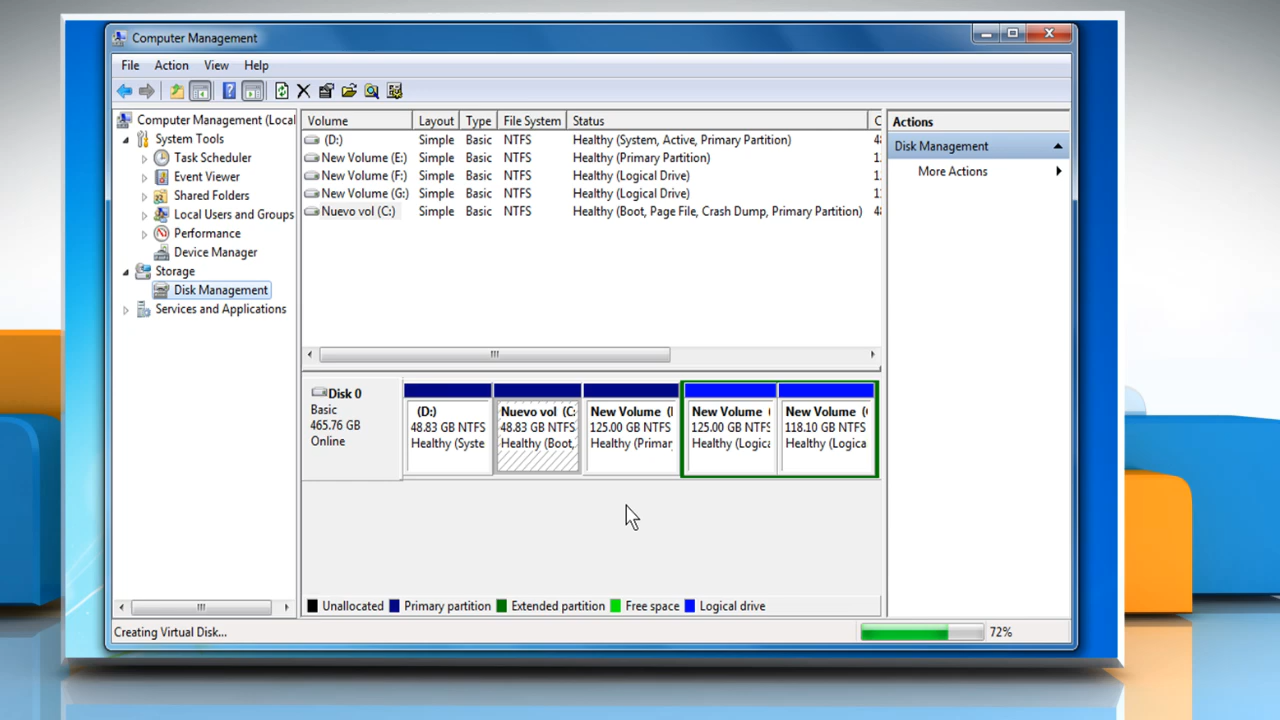 Computer Management
File Action View Help
Computer Management (Local
System Tools
Task Scheduler
Event Viewer
Shared Folders
Local Users and Groups
Performance
Device Manager
Storage
Disk Management
Services and Applications
Volume Layout Type File System Status C
(D:) Simple Basic NTFS Healthy (System, Active, Primary Partition) 48
New Volume (E:) Simple Basic NTFS Healthy (Primary Partition) 1
New Volume (F:) Simple Basic NTFS Healthy (Logical Drive) 1
New Volume (G:) Simple Basic NTFS Healthy (Logical Drive) 1
Nuevo vol (C:) Simple Basic NTFS Healthy (Boot, Page File, Crash Dump, Primary Partition) 48
Actions
Disk Management
More Actions
Disk 0
Basic
465.76 GB
Online
(D:)
48.83 GB NTFS
Healthy (Syste
Nuevo vol (C:
48.83 GB NTFS
Healthy (Boot,
New Volume (
125.00 GB NTFS
Healthy (Primar
New Volume (
125.00 GB NTFS
Healthy (Logica
New Volume (
118.10 GB NTFS
Healthy (Logica
Unallocated Primary partition Extended partition Free space Logical drive
Creating Virtual Disk... 72%